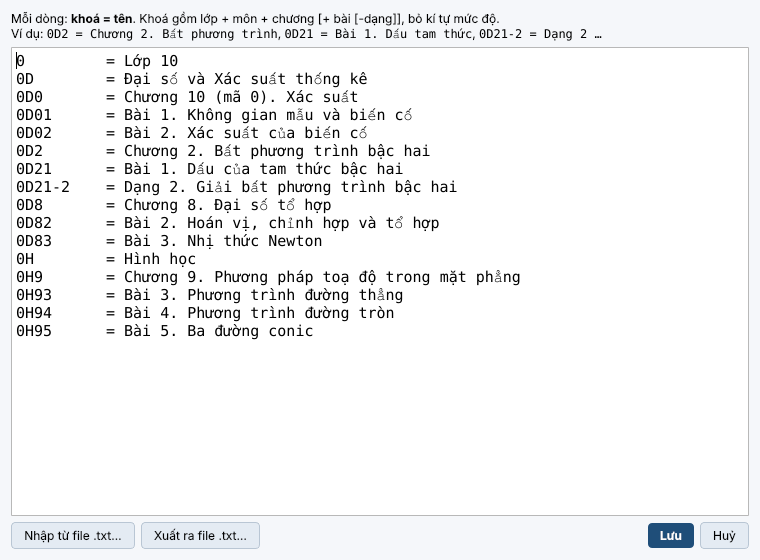 Mỗi dòng: khoá = tên. Khoá gồm lớp + môn + chương [+ bài [-dạng]], bỏ kí tự mức độ.
Ví dụ: 0D2 = Chương 2. Bất phương trình, 0D21 = Bài 1. Dấu tam thức, 0D21-2 = Dạng 2 …
0 = Lớp 10
0D = Đại số và Xác suất thống kê
0D0 = Chương 10 (mã 0). Xác suất
0D01 = Bài 1. Không gian mẫu và biến cố
0D02 = Bài 2. Xác suất của biến cố
0D2 = Chương 2. Bất phương trình bậc hai
0D21 = Bài 1. Dấu của tam thức bậc hai
0D21-2 = Dạng 2. Giải bất phương trình bậc hai
0D8 = Chương 8. Đại số tổ hợp
0D82 = Bài 2. Hoán vị, chỉnh hợp và tổ hợp
0D83 = Bài 3. Nhị thức Newton
0H = Hình học
0H9 = Chương 9. Phương pháp toạ độ trong mặt phẳng
0H93 = Bài 3. Phương trình đường thẳng
0H94 = Bài 4. Phương trình đường tròn
0H95 = Bài 5. Ba đường conic
Nhập từ file .txt... Xuất ra file .txt... Lưu Huỷ